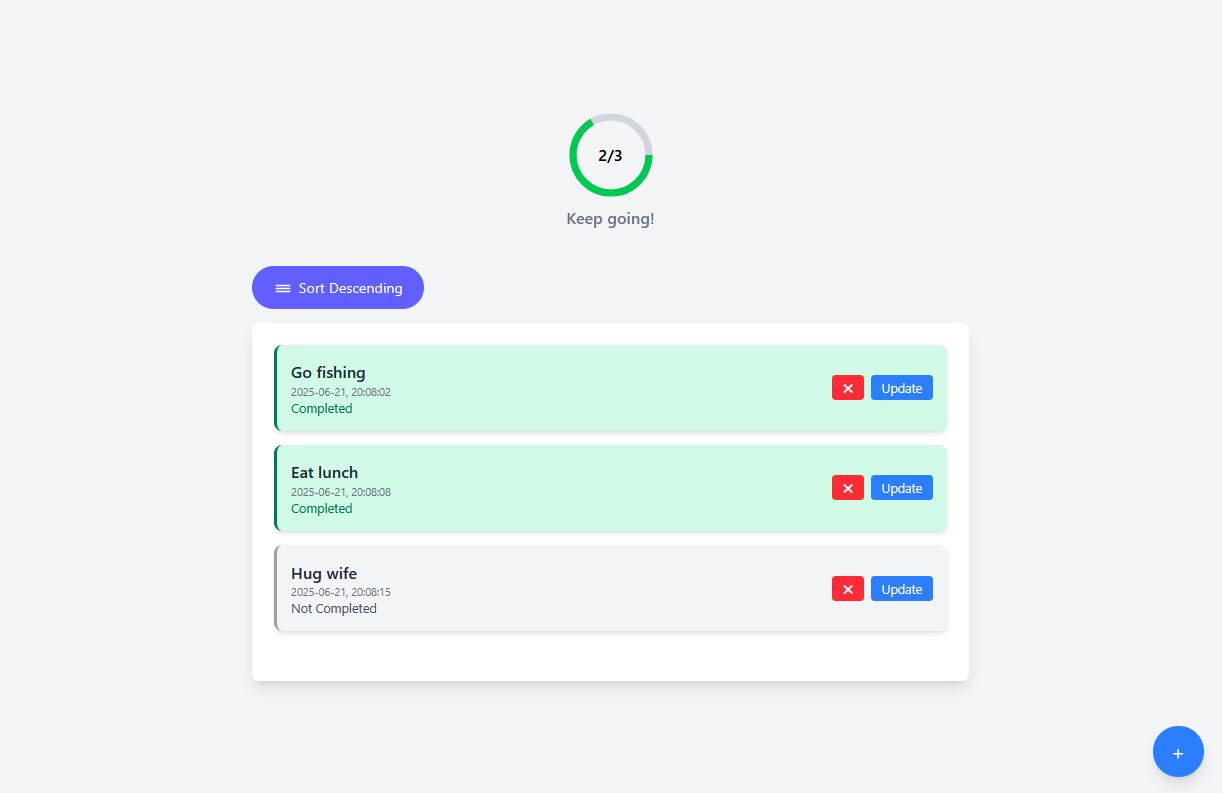 2/3
Keep going!
Sort Descending
Go fishing
2025-06-21, 20:08:02
Completed
Update
Eat lunch
2025-06-21, 20:08:08
Completed
Update
Hug wife
2025-06-21, 20:08:15
Not Completed
Update
+